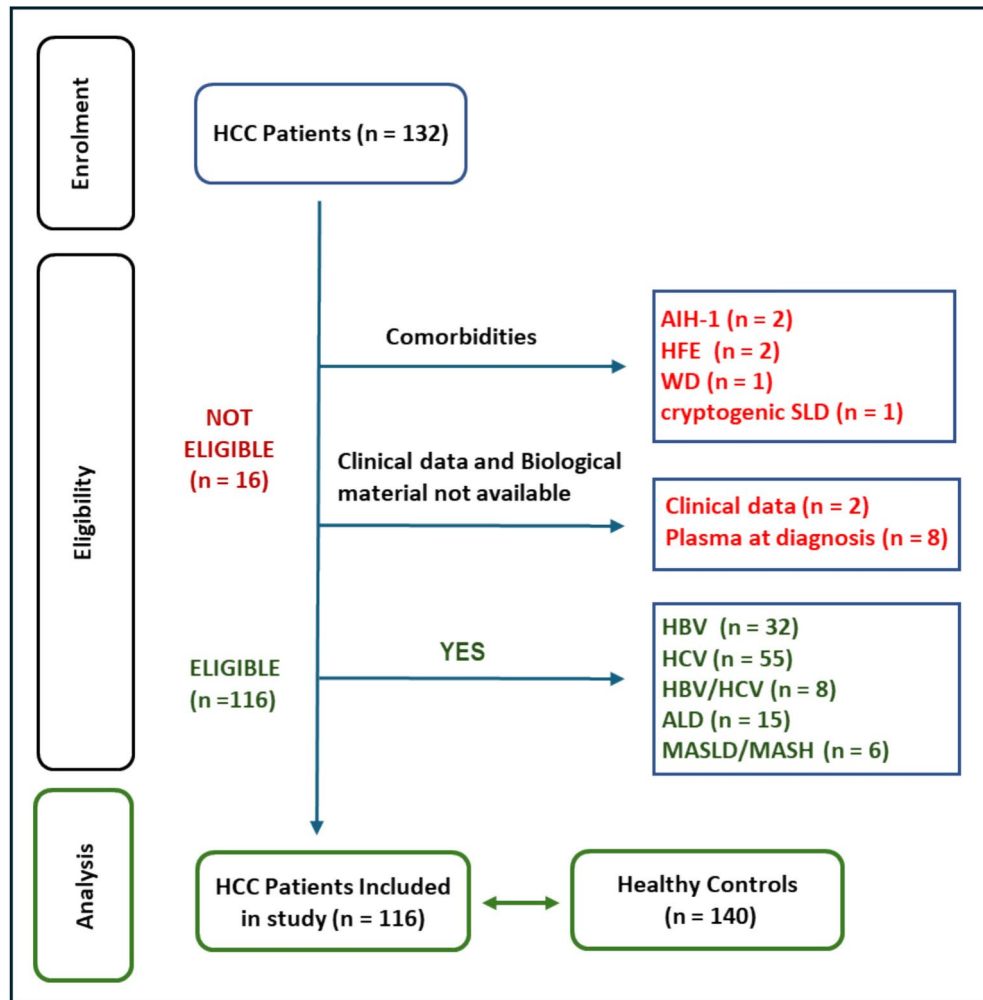 Enrolment
HCC Patients (n = 132)
Eligibility
Comorbidities
AIH-1 (n = 2)
HFE (n = 2)
WD (n = 1)
cryptogenic SLD (n = 1)
NOT
ELIGIBLE
(n = 16)
Clinical data and Biological
material not available
Clinical data (n = 2)
Plasma at diagnosis (n = 8)
ELIGIBLE
(n =116)
YES
HBV (n = 32)
HCV (n = 55)
HBV/HCV (n = 8)
ALD (n = 15)
MASLD/MASH (n = 6)
Analysis
HCC Patients Included
in study (n = 116)
Healthy Controls
(n = 140)